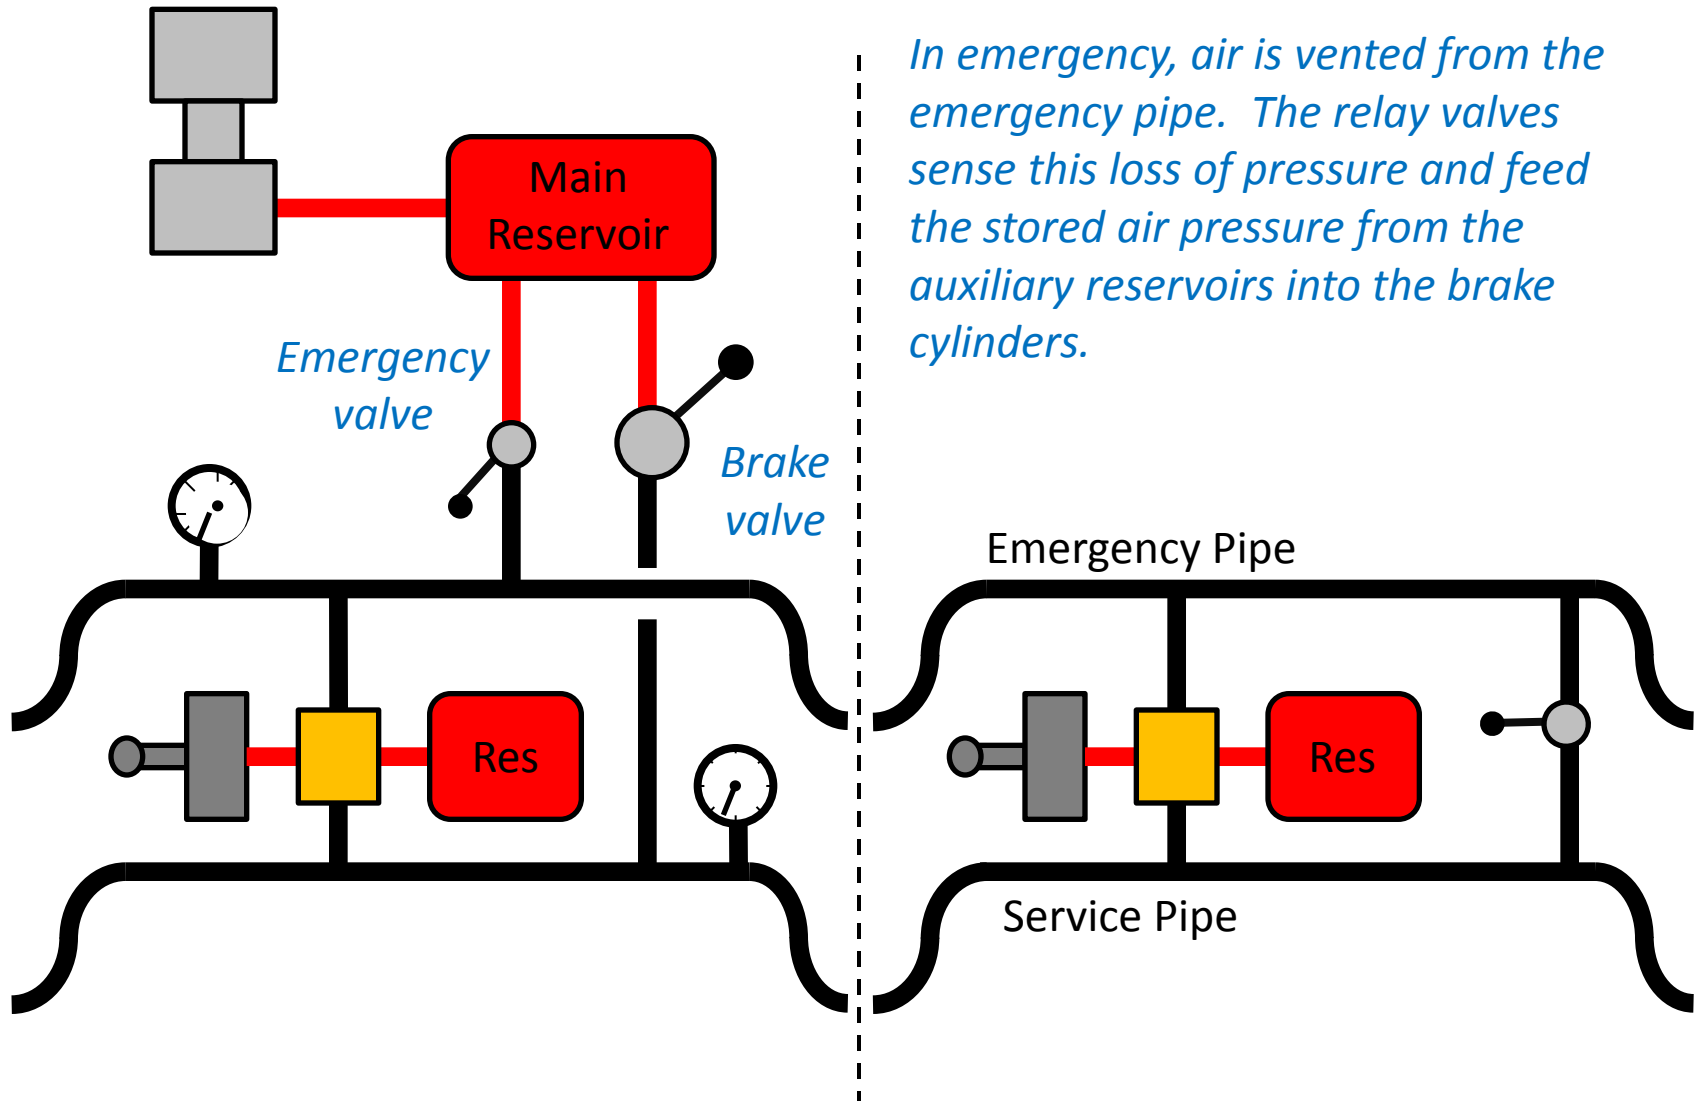 In emergency, air is vented from the
emergency pipe.  The relay valves
sense this loss of pressure and feed
the stored air pressure from the
auxiliary reservoirs into the brake
cylinders.
Main
Reservoir
Emergency
valve
Brake
valve
Emergency Pipe
Res
Res
Service Pipe